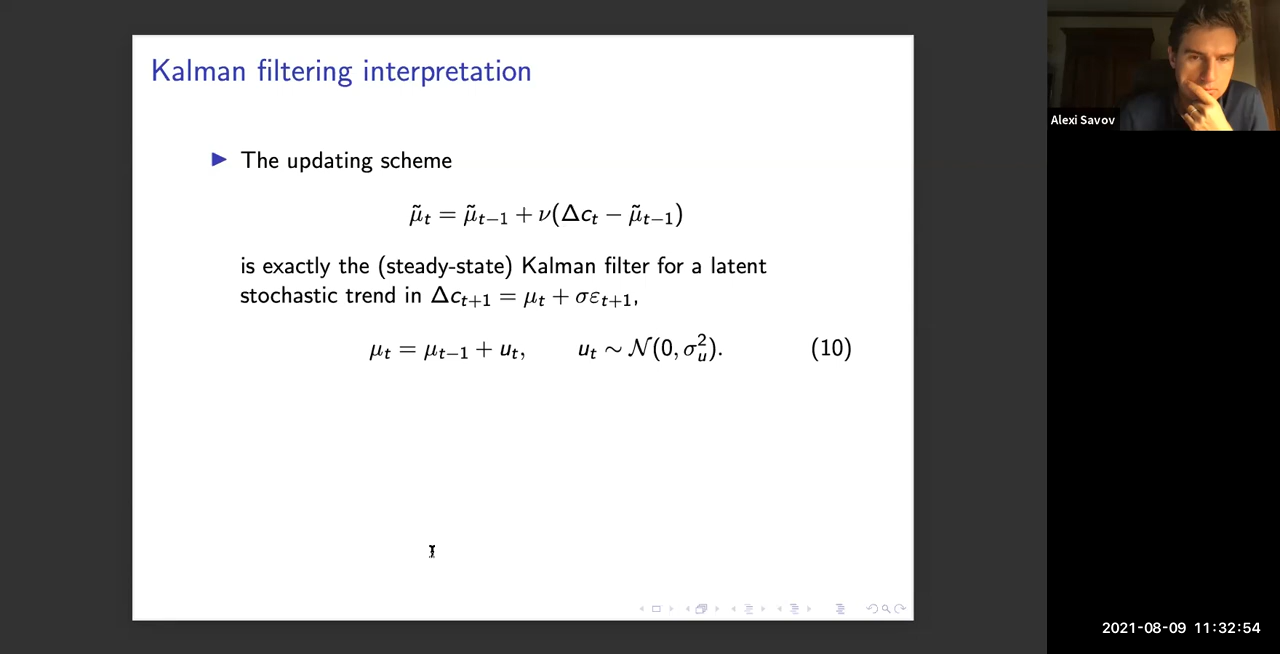 Kalman filtering interpretation
▶ The updating scheme
μ̃ₜ = μ̃ₜ₋₁ + ν(Δcₜ − μ̃ₜ₋₁)
is exactly the (steady-state) Kalman filter for a latent
stochastic trend in Δcₜ₊₁ = μₜ + σεₜ₊₁,
μₜ = μₜ₋₁ + uₜ, uₜ ∼ 𝒩(0, σᵤ²). (10)
Alexi Savov
2021-08-09 11:32:54